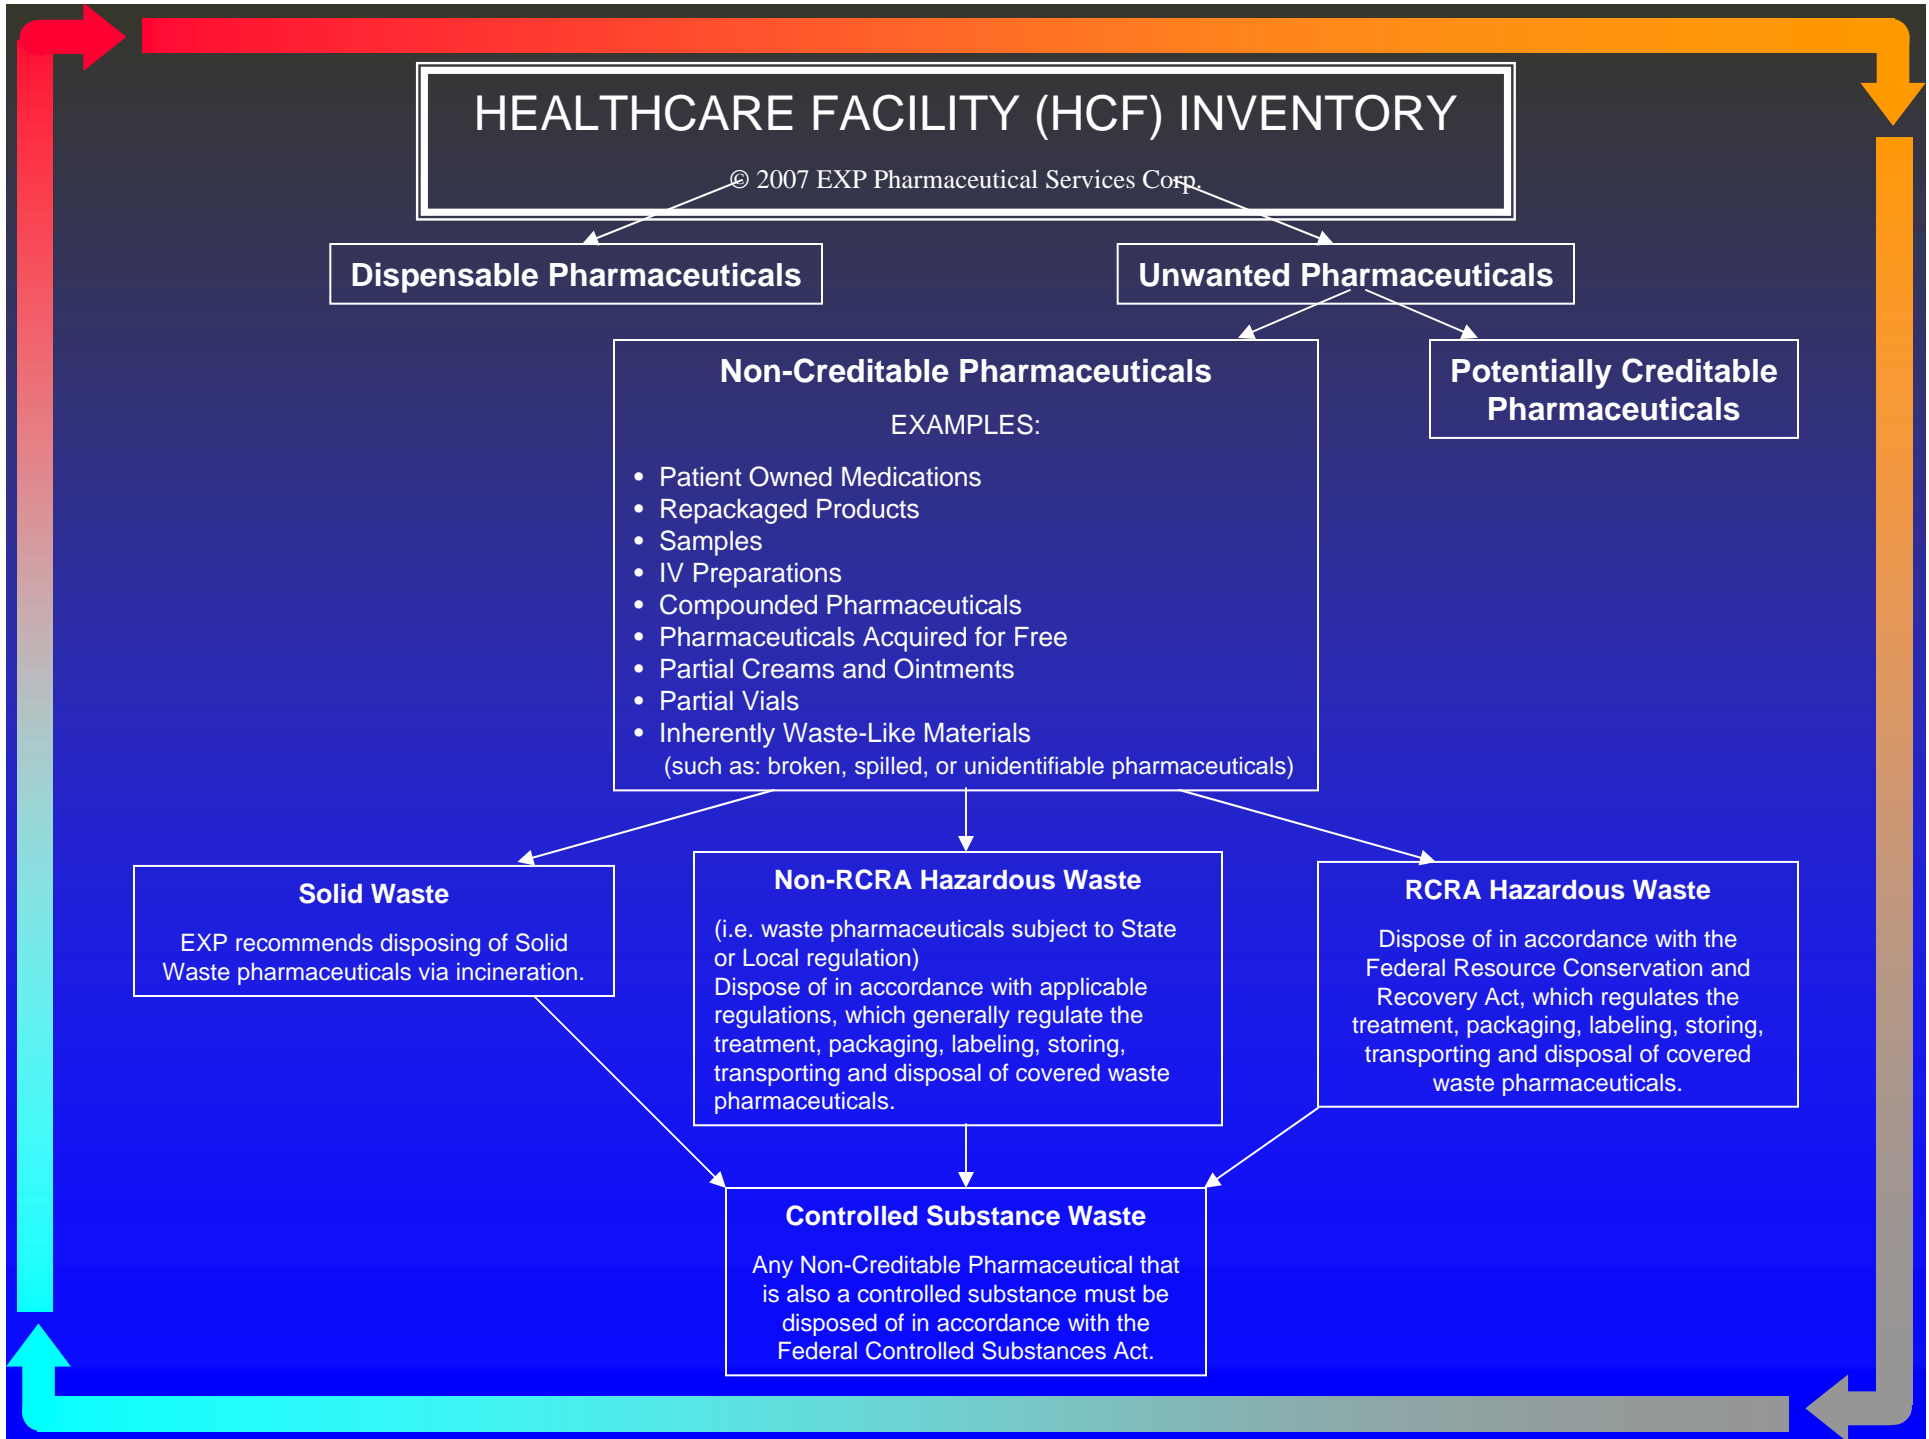 HEALTHCARE FACILITY (HCF) INVENTORY
© 2007 EXP Pharmaceutical Services Corp.
Dispensable Pharmaceuticals
Unwanted Pharmaceuticals
Non-Creditable Pharmaceuticals
EXAMPLES:
• Patient Owned Medications
• Repackaged Products
• Samples
• IV Preparations
• Compounded Pharmaceuticals
• Pharmaceuticals Acquired for Free
• Partial Creams and Ointments
• Partial Vials
• Inherently Waste-Like Materials
(such as: broken, spilled, or unidentifiable pharmaceuticals)
Potentially Creditable
Pharmaceuticals
Solid Waste
EXP recommends disposing of Solid
Waste pharmaceuticals via incineration.
Non-RCRA Hazardous Waste
(i.e. waste pharmaceuticals subject to State
or Local regulation)
Dispose of in accordance with applicable
regulations, which generally regulate the
treatment, packaging, labeling, storing,
transporting and disposal of covered waste
pharmaceuticals.
RCRA Hazardous Waste
Dispose of in accordance with the
Federal Resource Conservation and
Recovery Act, which regulates the
treatment, packaging, labeling, storing,
transporting and disposal of covered
waste pharmaceuticals.
Controlled Substance Waste
Any Non-Creditable Pharmaceutical that
is also a controlled substance must be
disposed of in accordance with the
Federal Controlled Substances Act.